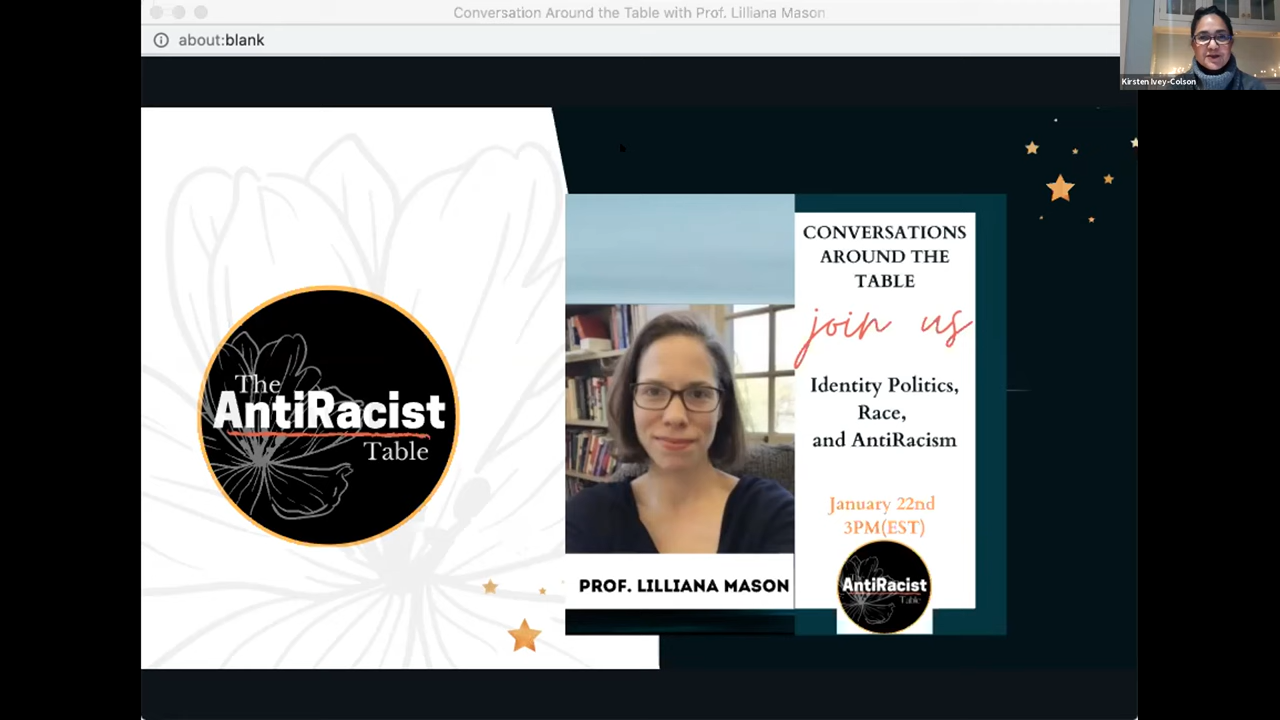 Conversation Around the Table with Prof. Lilliana Mason
about:blank
Kirsten Ivey-Colson
The
AntiRacist
Table
CONVERSATIONS
AROUND THE
TABLE
join us
Identity Politics,
Race,
and AntiRacism
January 22nd
3PM(EST)
AntiRacist
Table
PROF. LILLIANA MASON